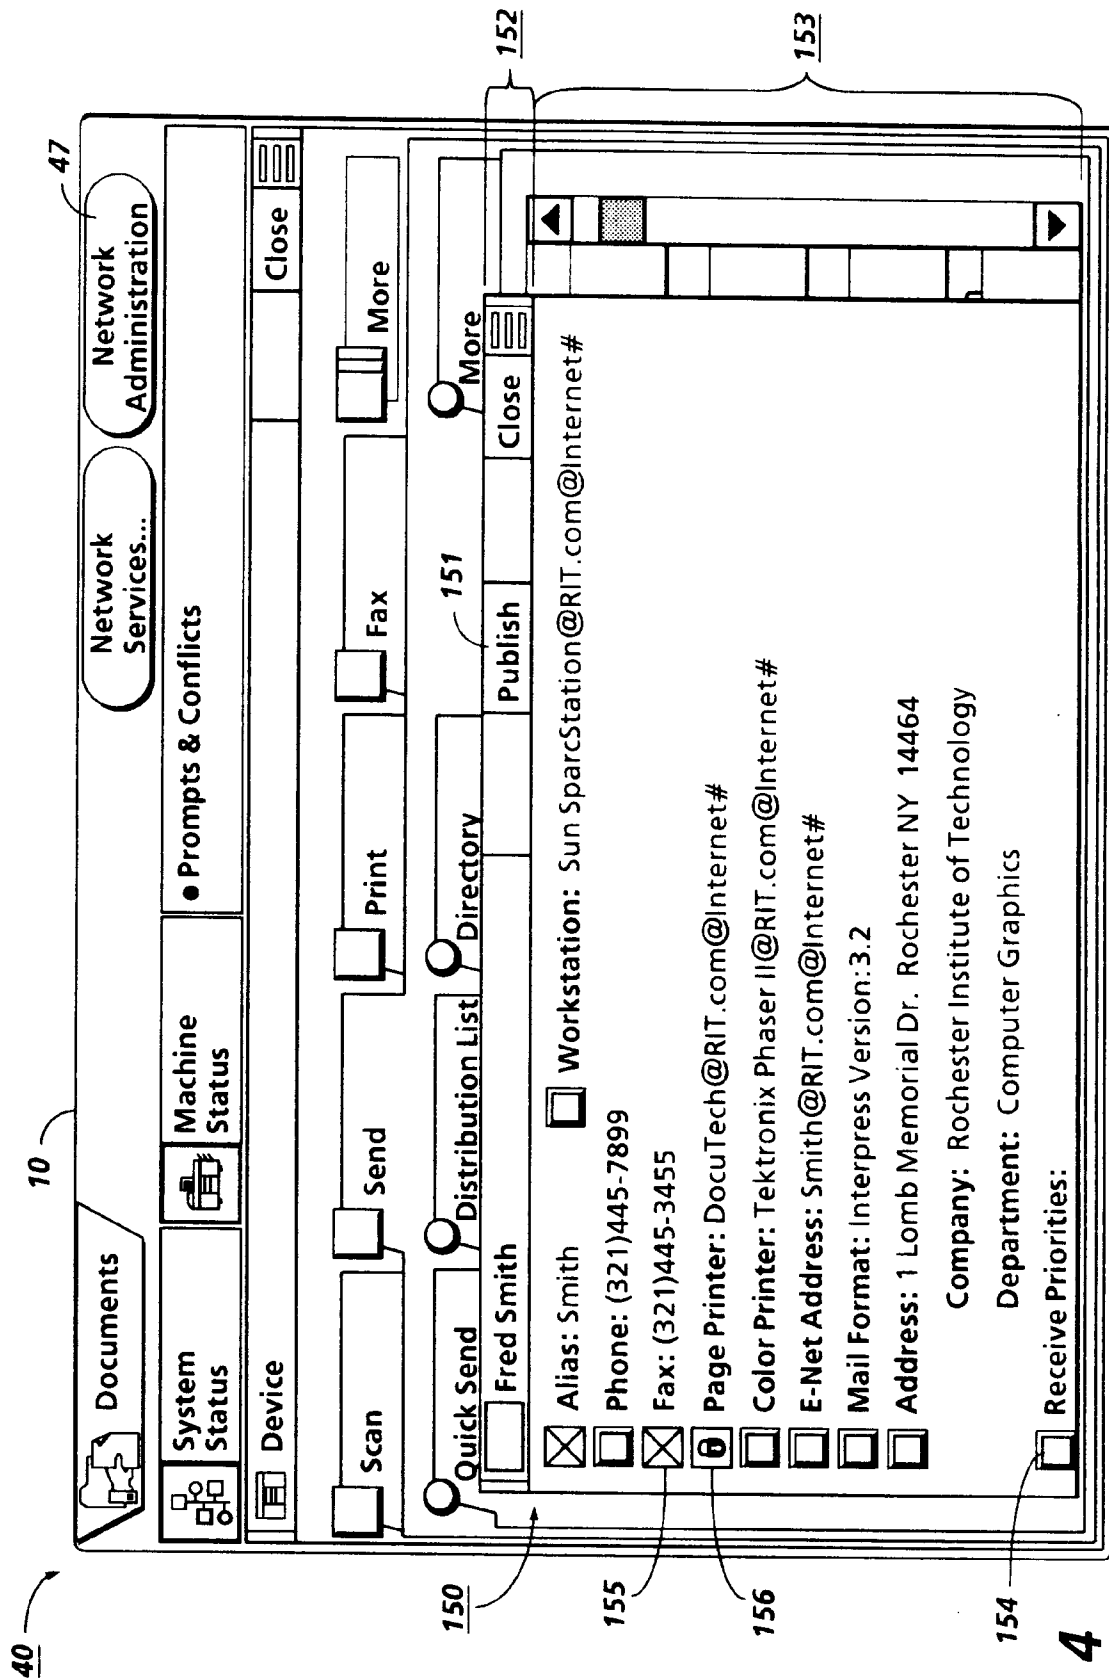 40
10
47
Documents
Network
Services...
Network
Administration
System
Status
Machine
Status
● Prompts & Conflicts
Device
Close
Scan
Send
Print
Fax
More
Quick Send
Distribution List
Directory
More
151
152
Fred Smith
Publish
Close
150
153
Alias: Smith
Workstation: Sun SparcStation@RIT.com@Internet#
Phone: (321)445-7899
155
Fax: (321)445-3455
156
Page Printer: DocuTech@RIT.com@Internet#
Color Printer: Tektronix Phaser II@RIT.com@Internet#
E-Net Address: Smith@RIT.com@Internet#
Mail Format: Interpress Version:3.2
Address: 1 Lomb Memorial Dr. Rochester NY 14464
Company: Rochester Institute of Technology
Department: Computer Graphics
154
Receive Priorities:
4